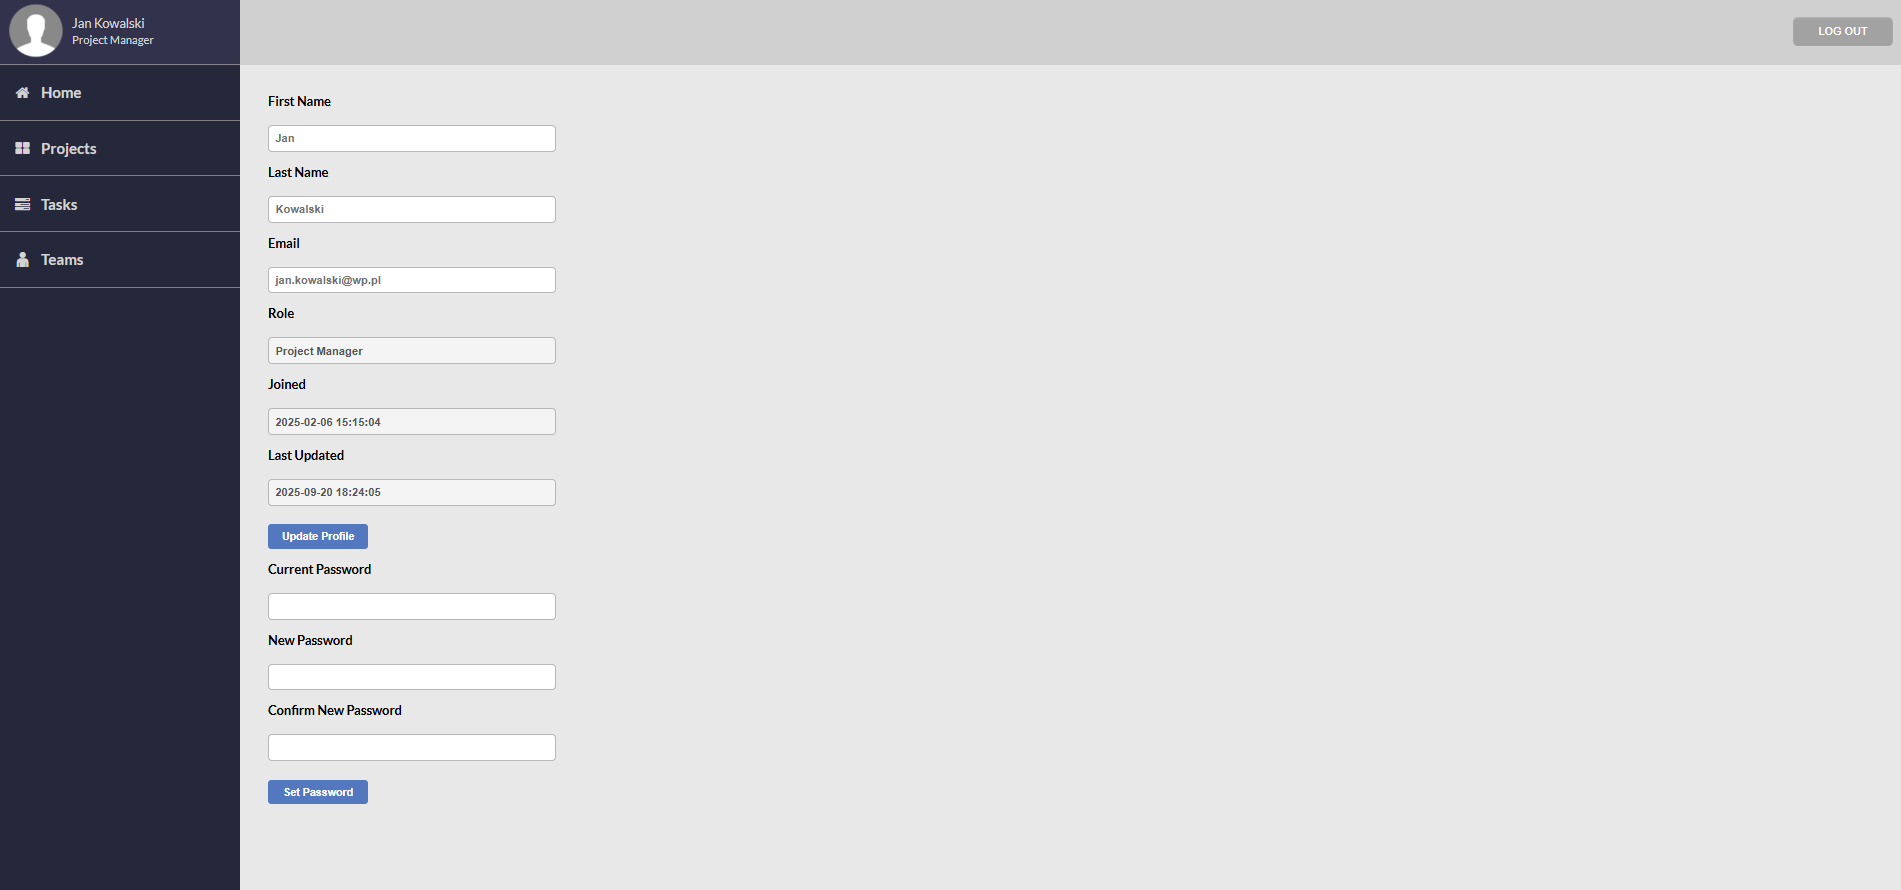 Jan Kowalski
Project Manager
LOG OUT
Home
Projects
Tasks
Teams
First Name
Jan
Last Name
Kowalski
Email
jan.kowalski@wp.pl
Role
Project Manager
Joined
2025-02-06 15:15:04
Last Updated
2025-09-20 18:24:05
Update Profile
Current Password
New Password
Confirm New Password
Set Password